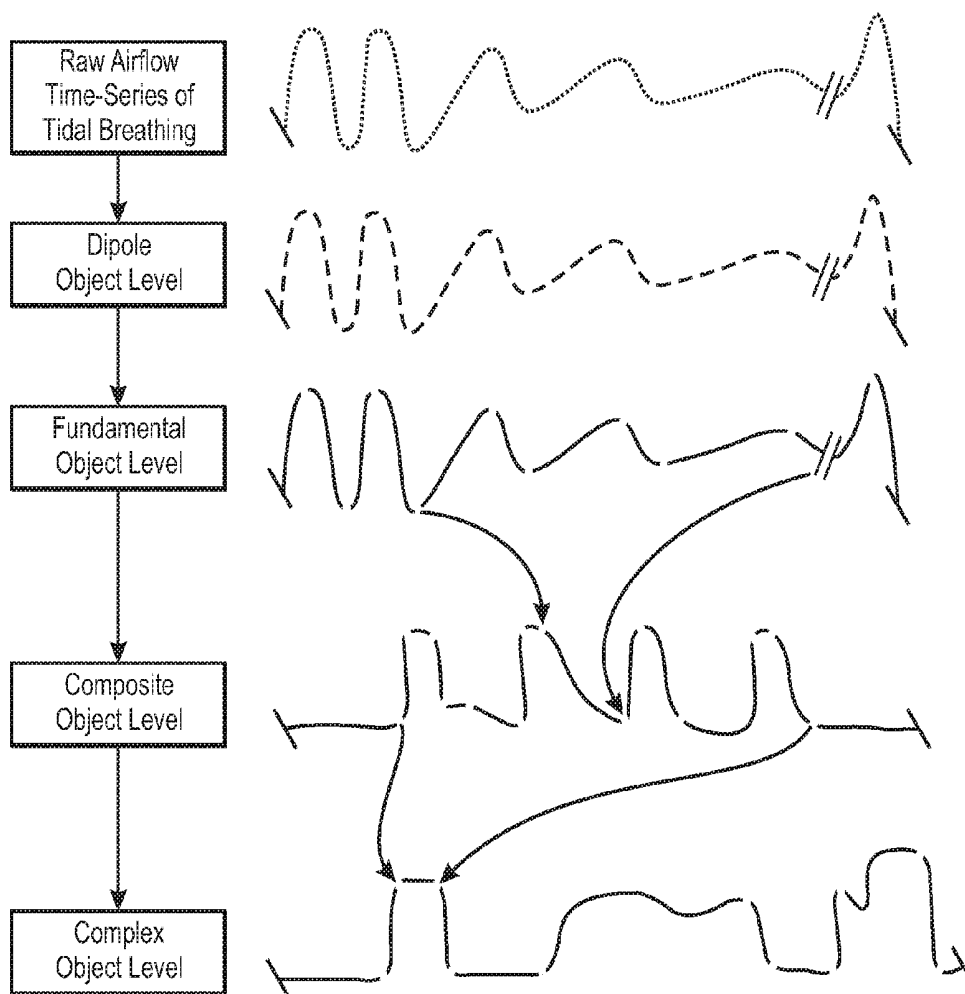 Raw Airflow
Time-Series of
Tidal Breathing
Dipole
Object Level
Fundamental
Object Level
Composite
Object Level
Complex
Object Level